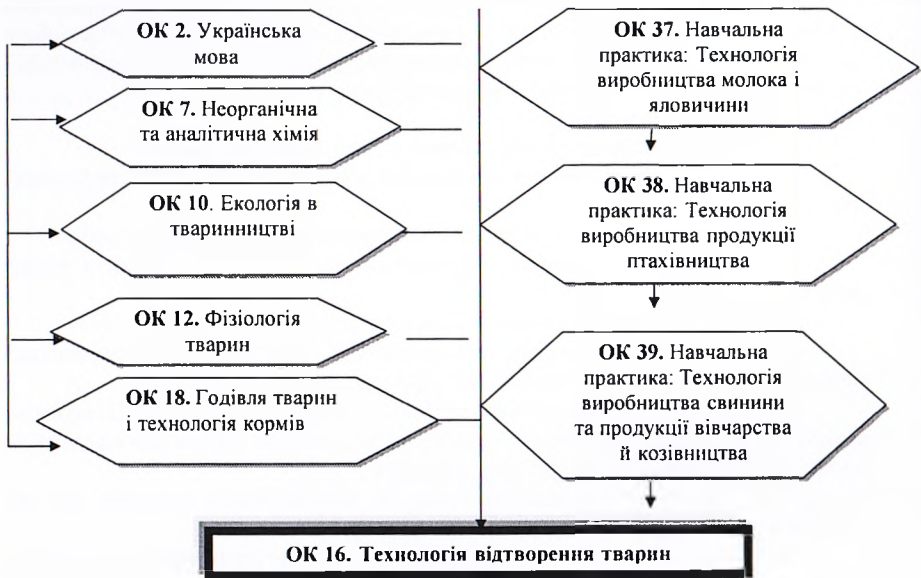 ОК 2. Українська
мова
ОК 7. Неорганічна
та аналітична хімія
ОК 10. Екологія в
тваринництві
ОК 12. Фізіологія
тварин
ОК 18. Годівля тварин
і технологія кормів
ОК 37. Навчальна
практика: Технологія
виробництва молока і
яловичини
ОК 38. Навчальна
практика: Технологія
виробництва продукції
птахівництва
ОК 39. Навчальна
практика: Технологія
виробництва свинини
та продукції вівчарства
й козівництва
ОК 16. Технологія відтворення тварин